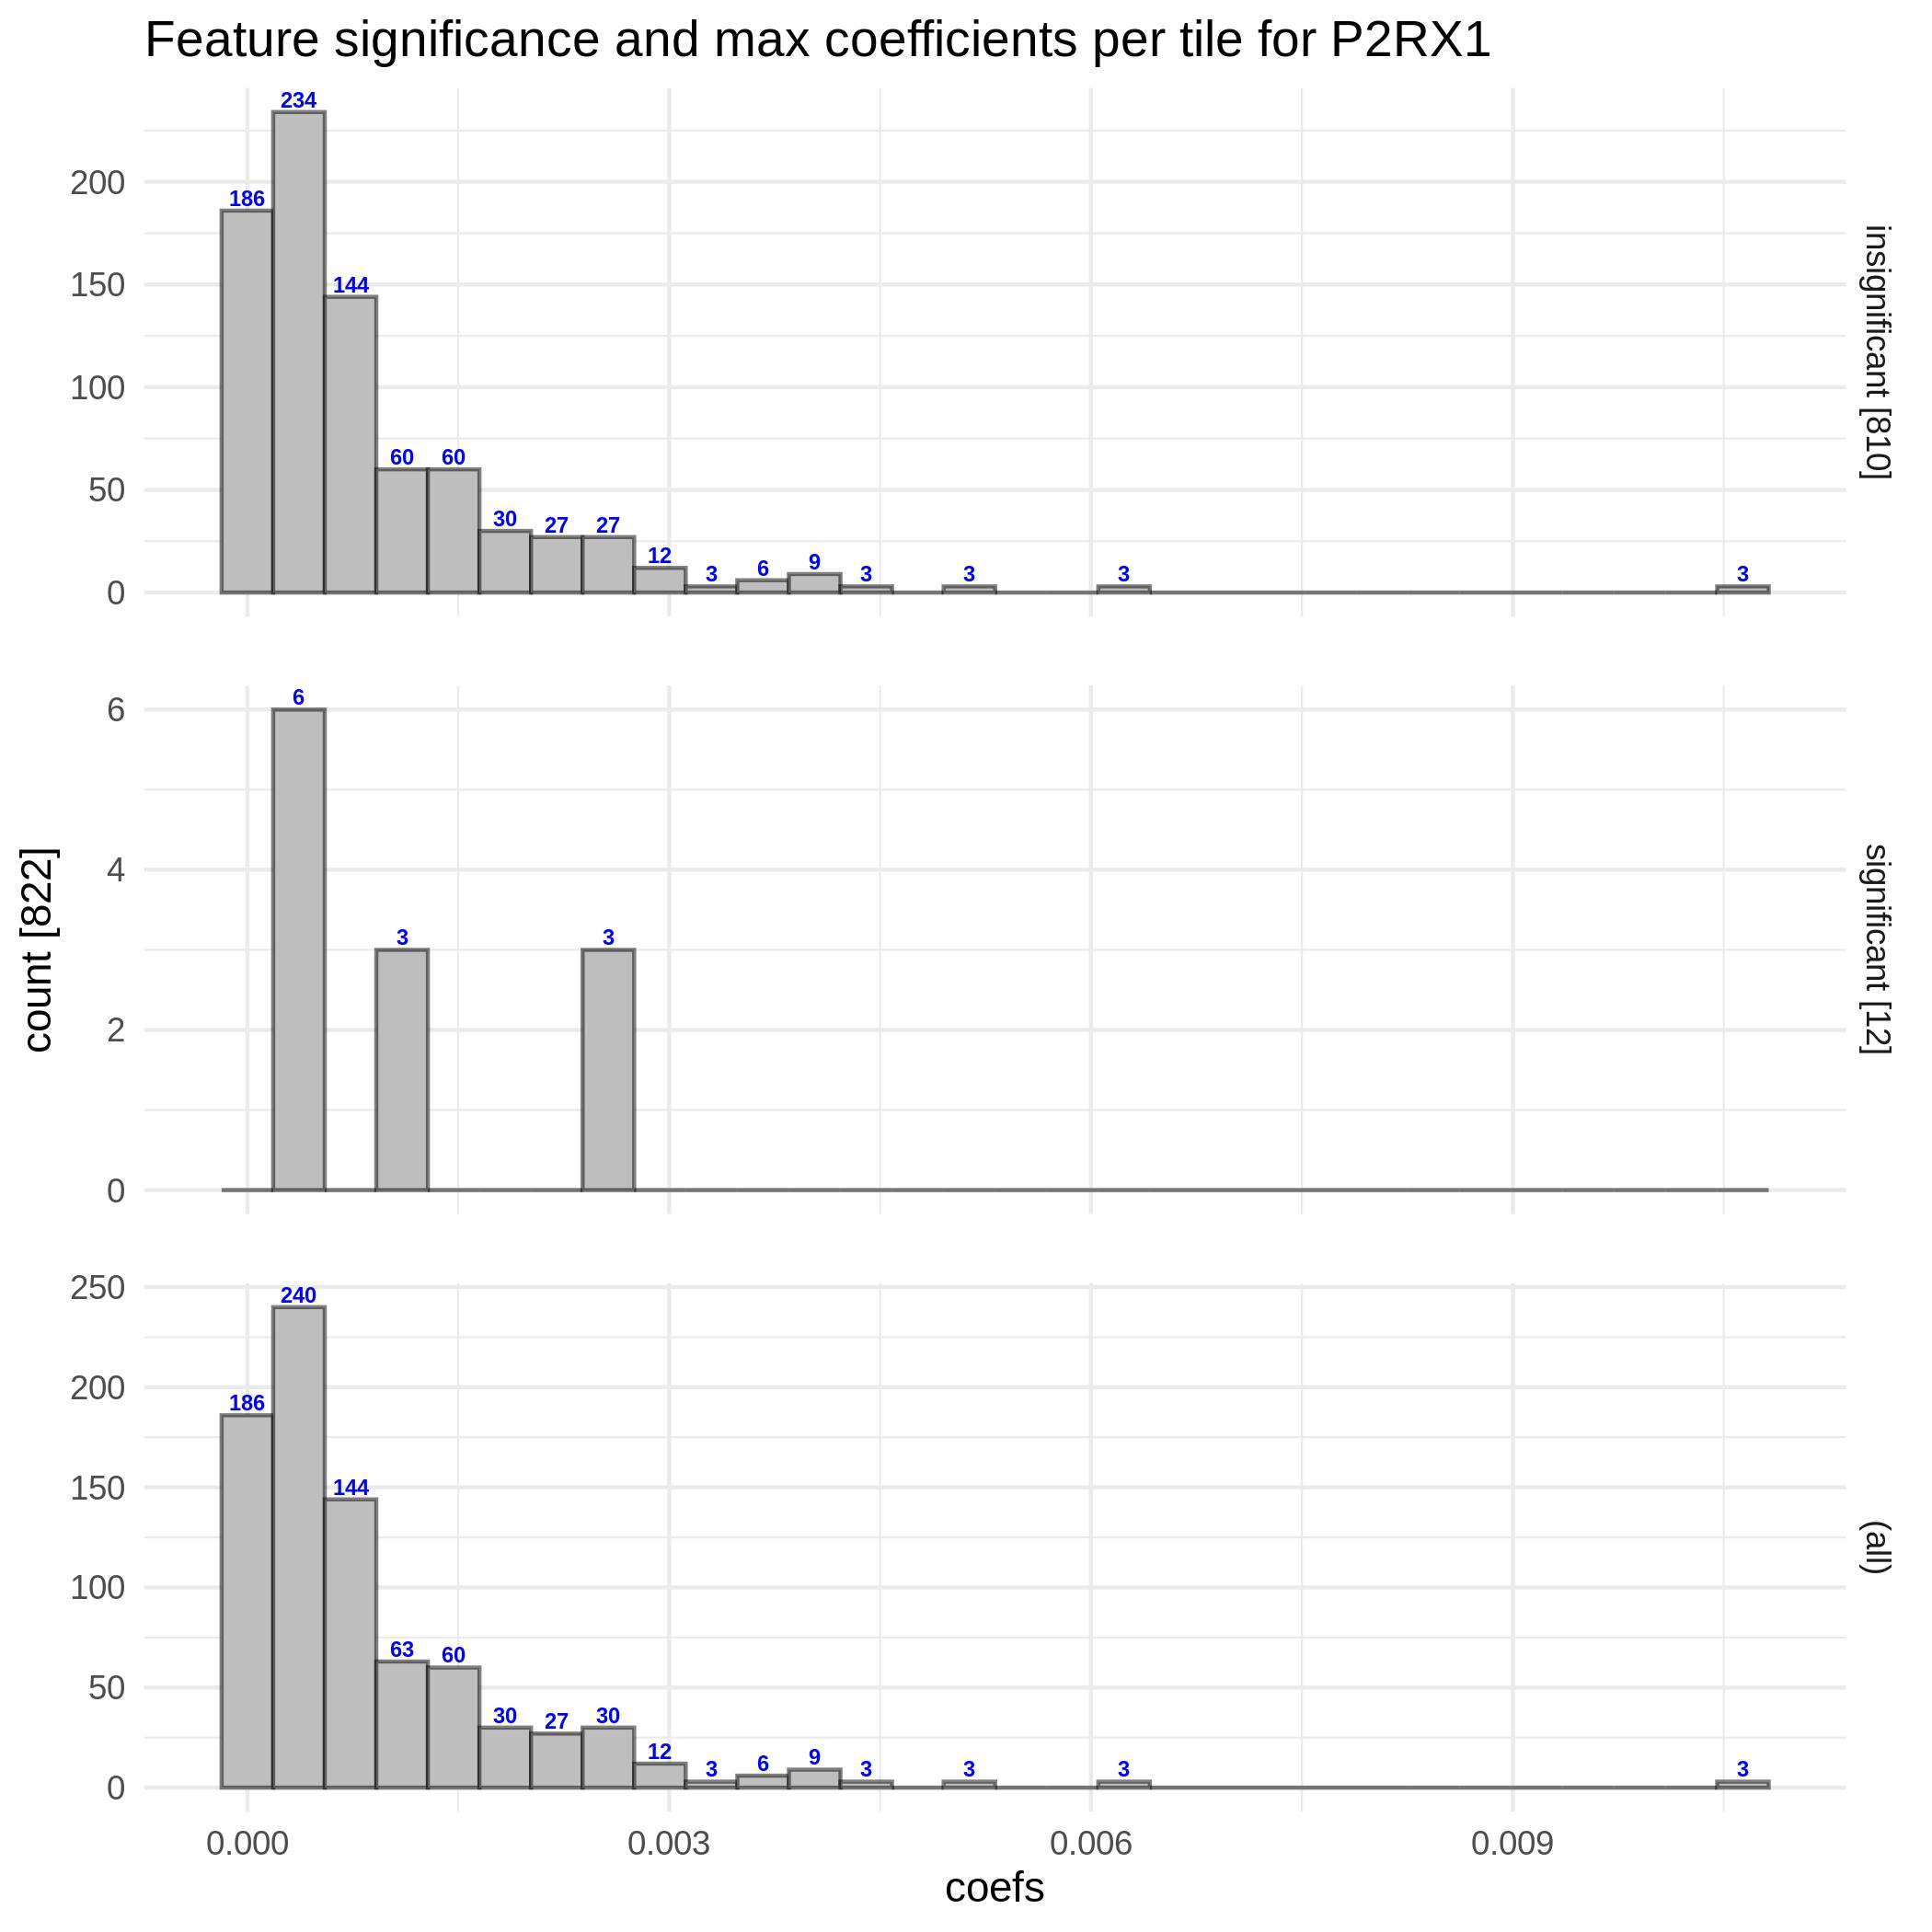 Feature significance and max coefficients per tile for P2RX1
count [822]
234
186
144
60 60
30 27 27
12 3 6 9 3 3 3 3
200
150
100
50
0
insignificant [810]
6
3 3
6
4
2
0
significant [12]
240
186
144
63 60
30 27 30
12 3 6 9 3 3 3 3
250
200
150
100
50
0
(all)
0.000 0.003 0.006 0.009
coefs